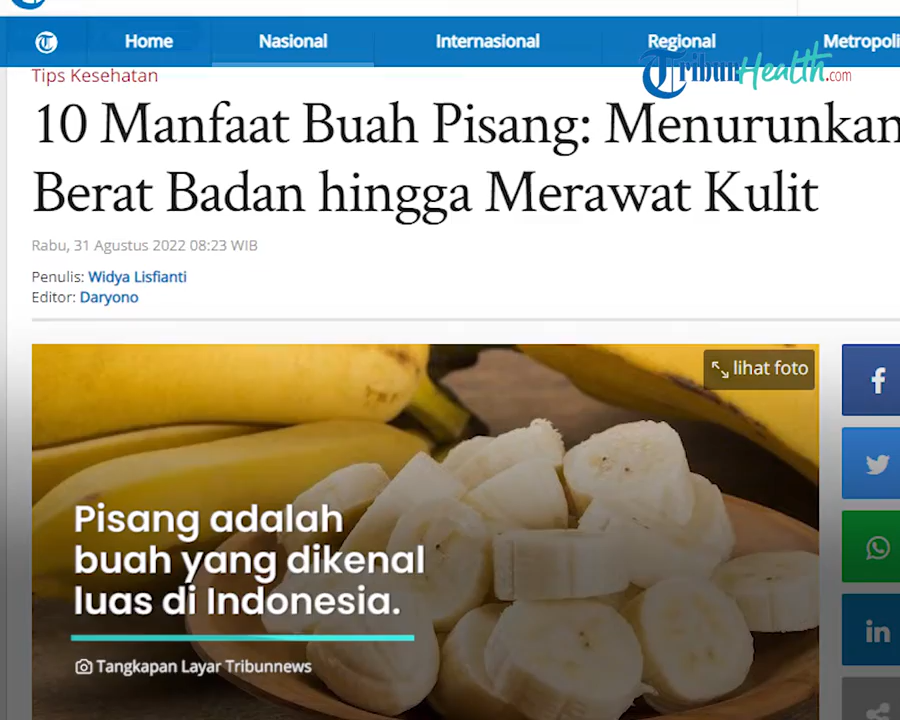 Home Nasional Internasional Regional
TribunHealth.com
Tips Kesehatan
10 Manfaat Buah Pisang: Menurunkan
Berat Badan hingga Merawat Kulit
Rabu, 31 Agustus 2022 08:23 WIB
Penulis: Widya Lisfianti
Editor: Daryono
lihat foto
Pisang adalah
buah yang dikenal
luas di Indonesia.
Tangkapan Layar Tribunnews